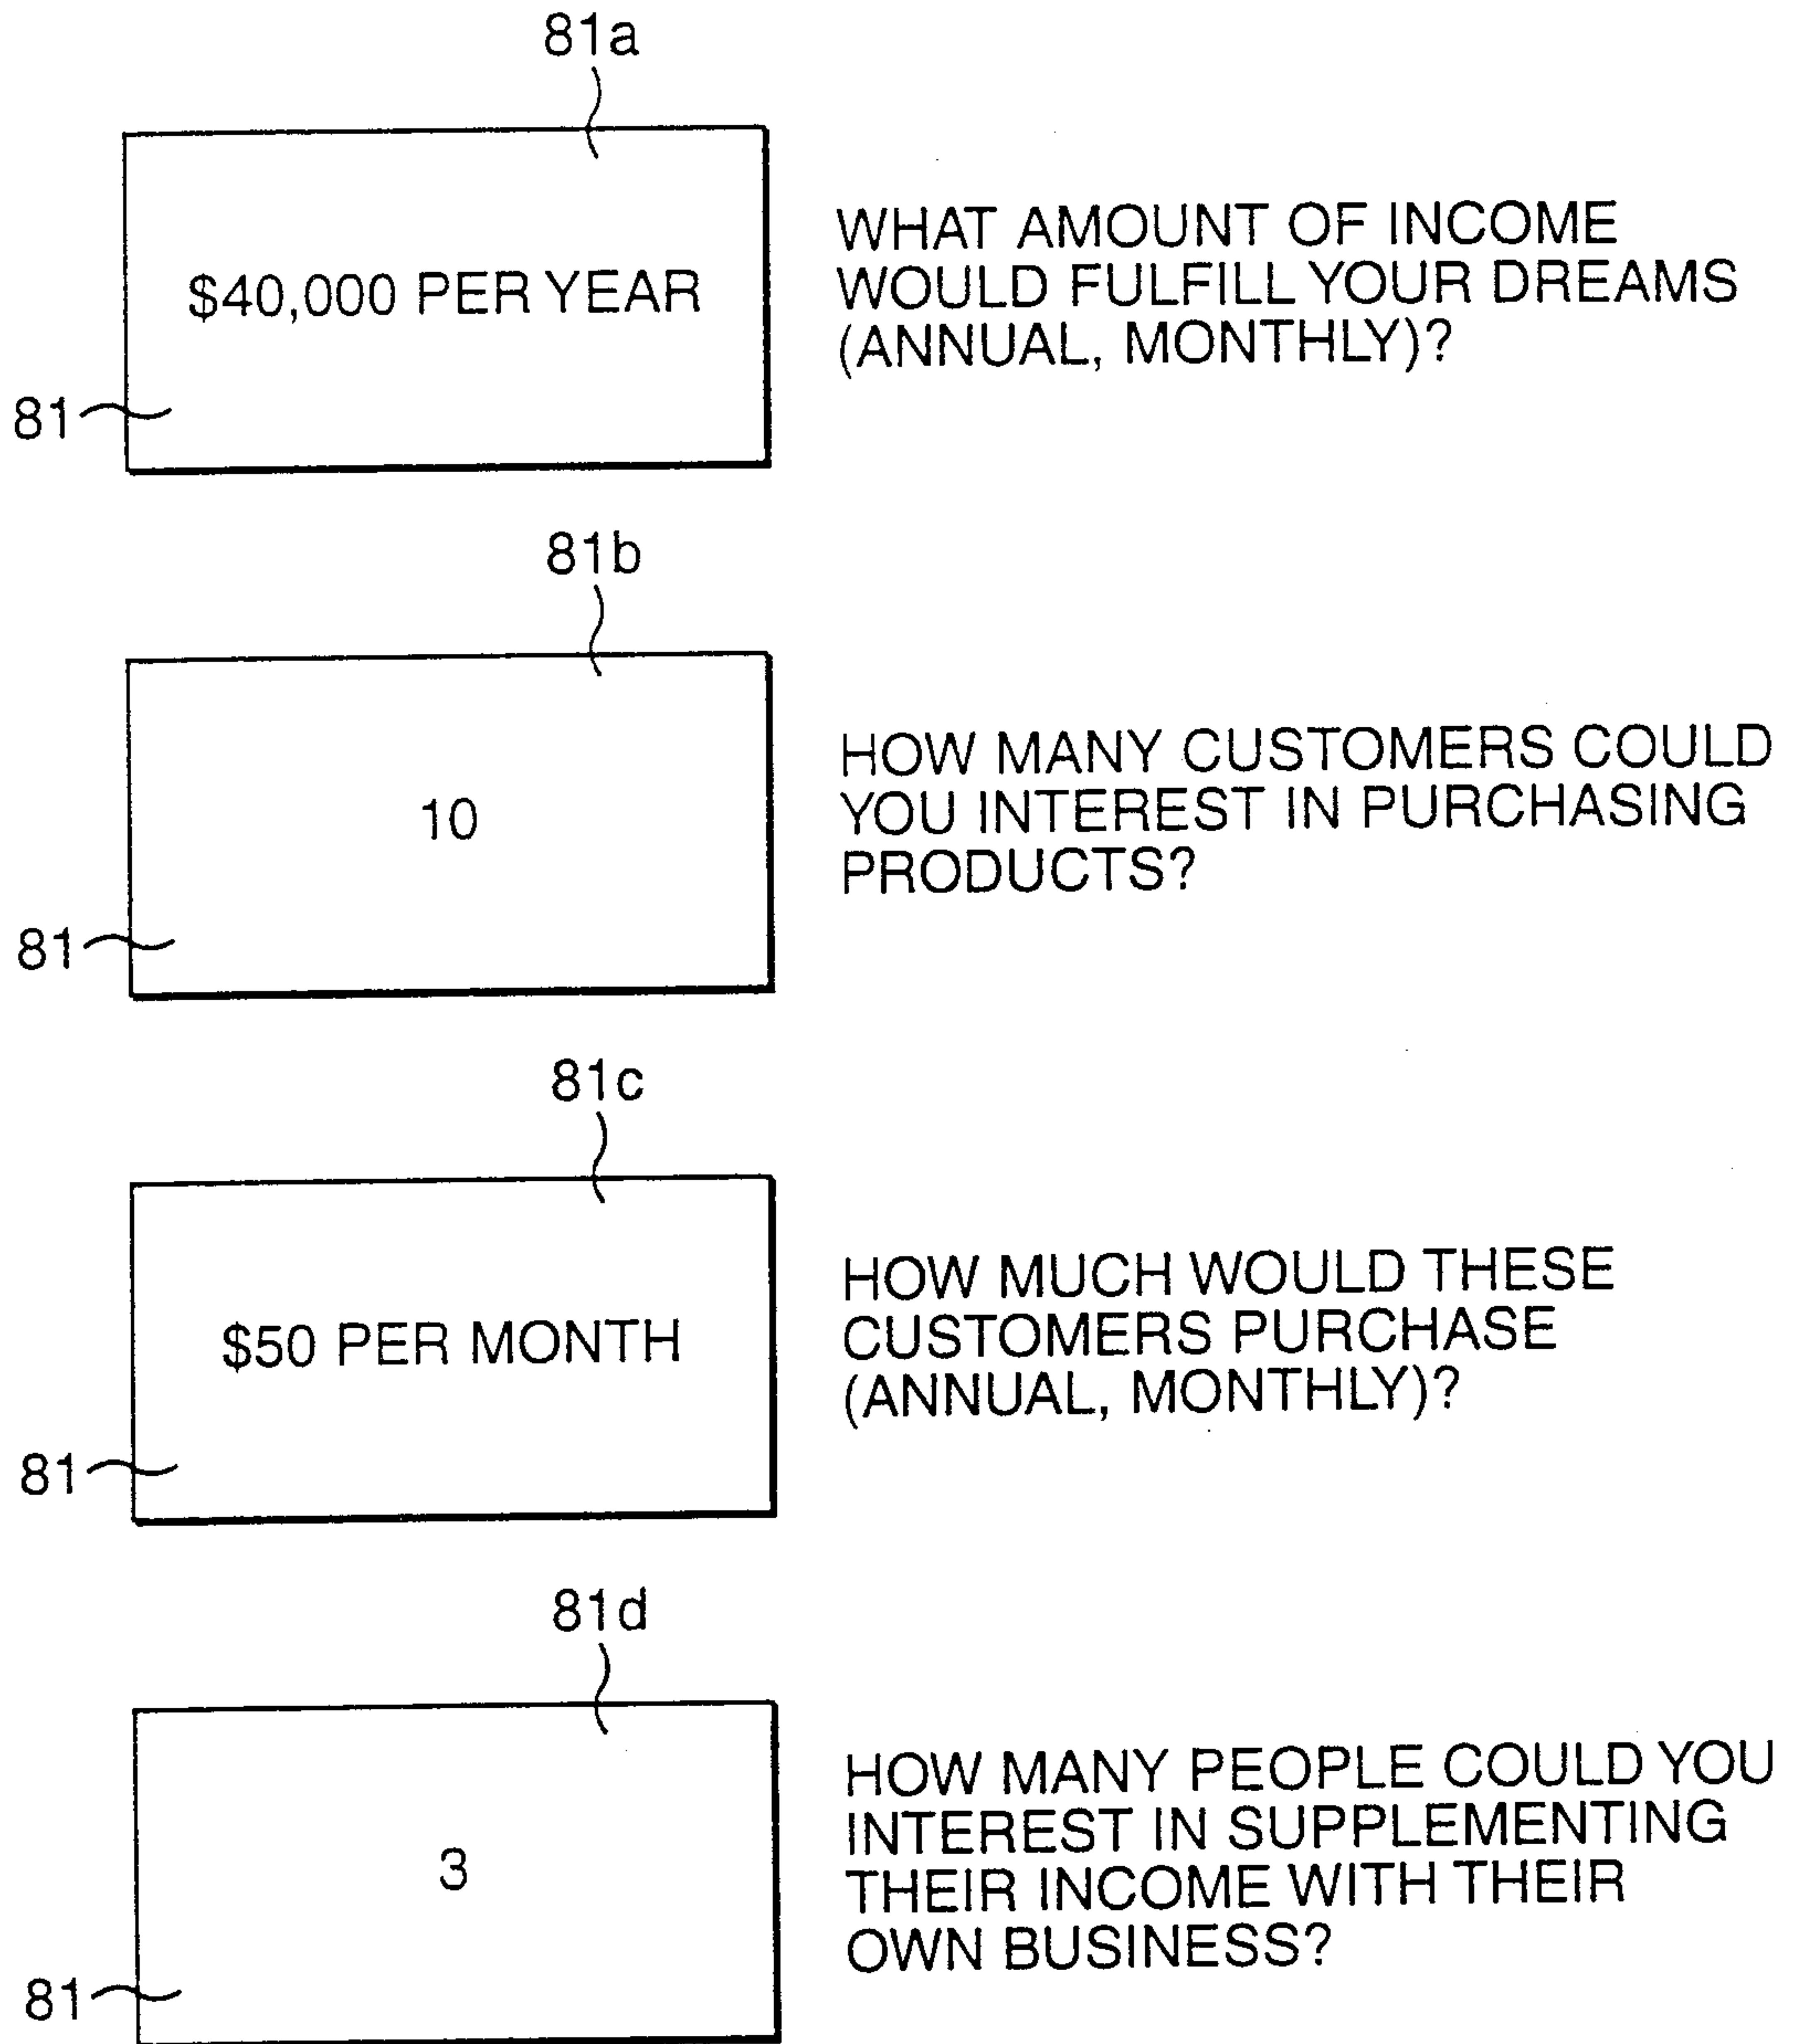 81a
$40,000 PER YEAR
WHAT AMOUNT OF INCOME
WOULD FULFILL YOUR DREAMS
(ANNUAL, MONTHLY)?
81
81b
10
HOW MANY CUSTOMERS COULD
YOU INTEREST IN PURCHASING
PRODUCTS?
81
81c
$50 PER MONTH
HOW MUCH WOULD THESE
CUSTOMERS PURCHASE
(ANNUAL, MONTHLY)?
81
81d
3
HOW MANY PEOPLE COULD YOU
INTEREST IN SUPPLEMENTING
THEIR INCOME WITH THEIR
OWN BUSINESS?
81